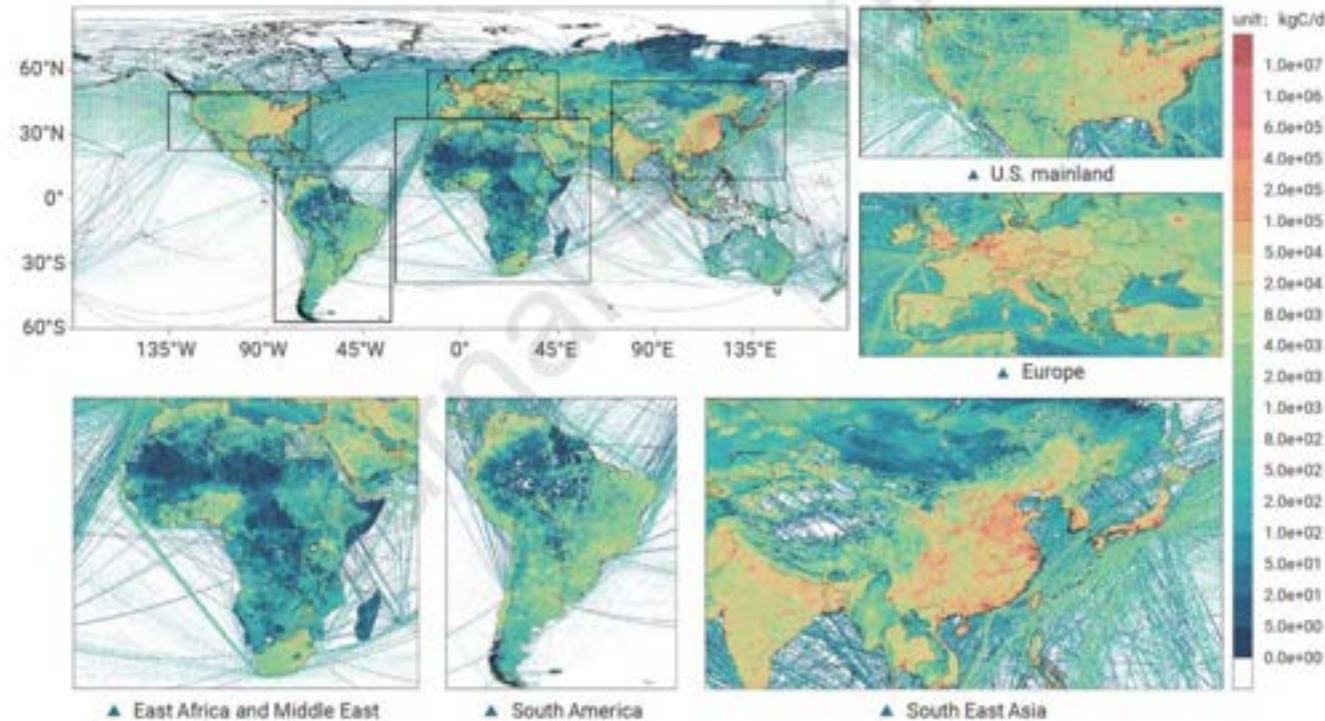 unit: kgC/d
60°N
30°N
0°
30°S
60°S
135°W 90°W 45°W 0° 45°E 90°E 135°E
▲ U.S. mainland
▲ Europe
1.0e+07
1.0e+06
6.0e+05
4.0e+05
2.0e+05
1.0e+05
5.0e+04
2.0e+04
8.0e+03
4.0e+03
2.0e+03
1.0e+03
8.0e+02
5.0e+02
2.0e+02
1.0e+02
5.0e+01
2.0e+01
5.0e+00
0.0e+00
▲ East Africa and Middle East
▲ South America
▲ South East Asia